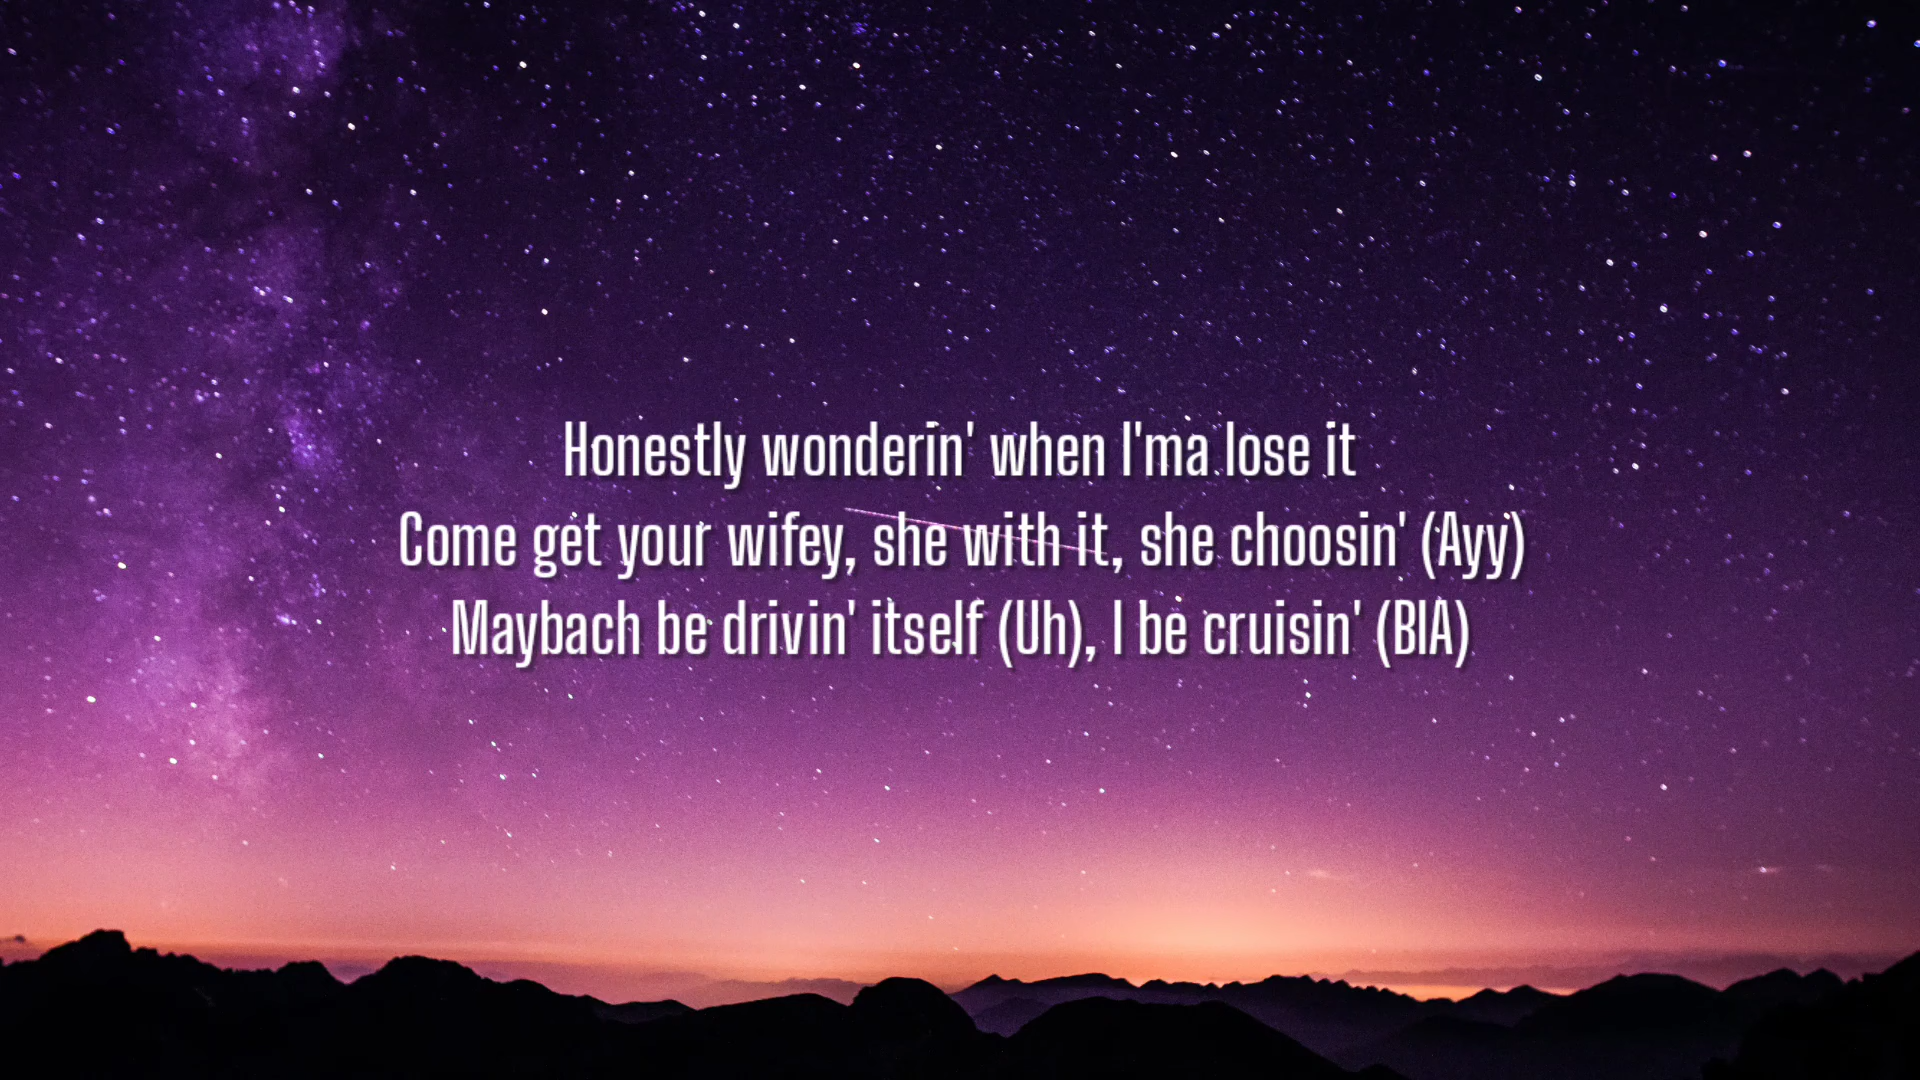 Honestly wonderin' when I'ma lose it
Come get your wifey, she with it, she choosin' (Ayy)
Maybach be drivin' itself (Uh), I be cruisin' (BIA)